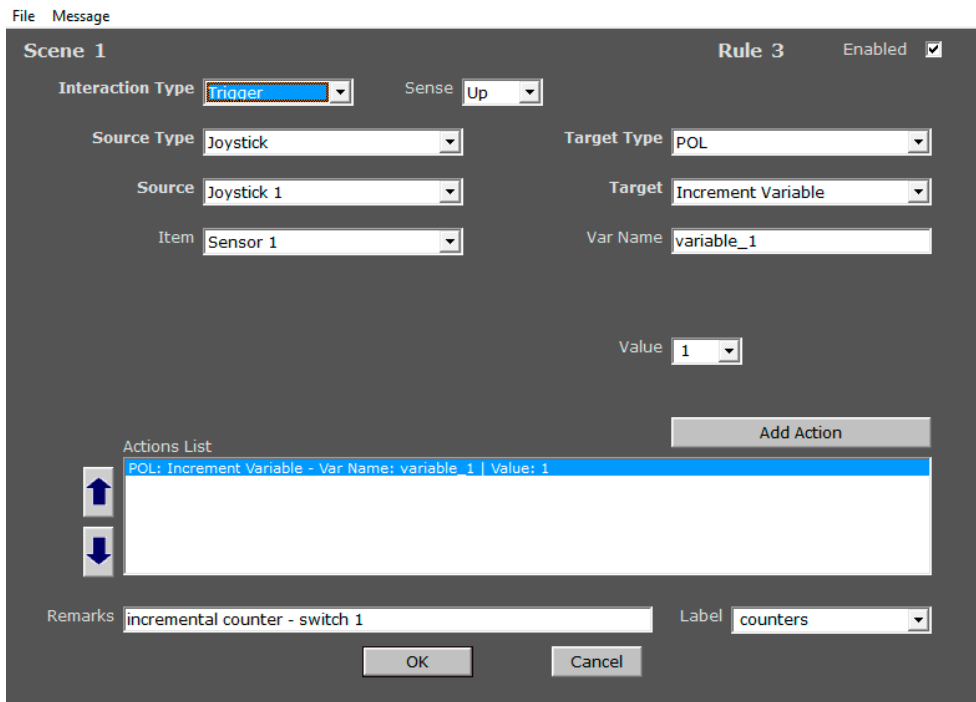 File Message
Scene 1 Rule 3 Enabled
Interaction Type Trigger Sense Up
Source Type Joystick Target Type POL
Source Joystick 1 Target Increment Variable
Item Sensor 1 Var Name variable_1
Value 1
Add Action
Actions List
POL: Increment Variable - Var Name: variable_1 | Value: 1
Remarks incremental counter - switch 1 Label counters
OK Cancel